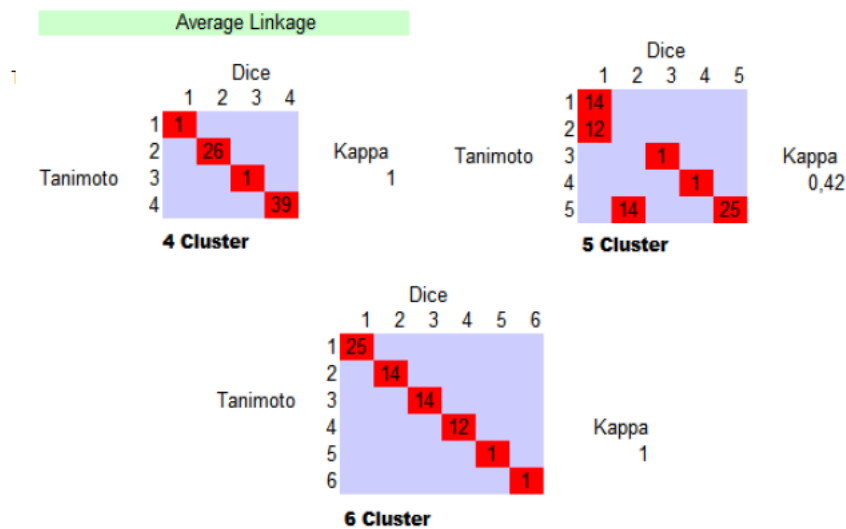 Average Linkage
Dice
1 2 3 4
1 1
2 26
3 1
4 39
Tanimoto
Kappa
1
4 Cluster
Dice
1 2 3 4 5
1 14
2 12
3 1
4 1
5 14 25
Tanimoto
Kappa
0,42
5 Cluster
Dice
1 2 3 4 5 6
1 25
2 14
3 14
4 12
5 1
6 1
Tanimoto
Kappa
1
6 Cluster